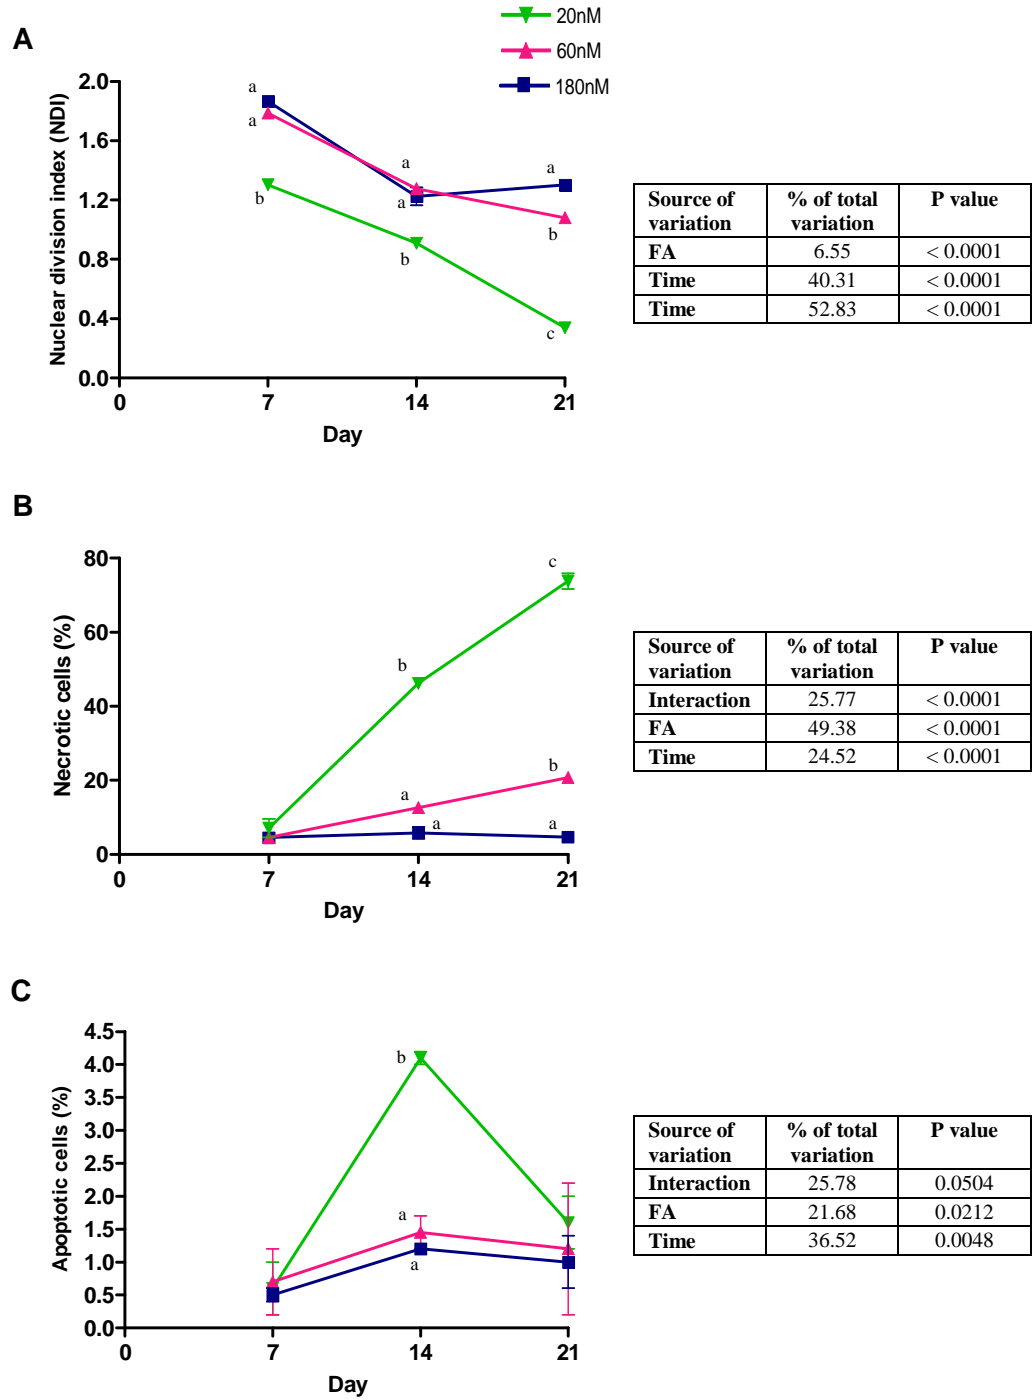 20nM
60nM
180nM
A
Nuclear division index (NDI)
2.0
1.6
1.2
0.8
0.4
0.0
a
a
b
a
a
b
a
b
c
0
7
14
21
Day
Source of variation
% of total variation
P value
FA
6.55
< 0.0001
Time
40.31
< 0.0001
Time
52.83
< 0.0001
B
Necrotic cells (%)
80
60
40
20
0
b
a
a
c
b
a
0
7
14
21
Day
Source of variation
% of total variation
P value
Interaction
25.77
< 0.0001
FA
49.38
< 0.0001
Time
24.52
< 0.0001
C
Apoptotic cells (%)
4.5
4.0
3.5
3.0
2.5
2.0
1.5
1.0
0.5
0.0
b
a
a
0
7
14
21
Day
Source of variation
% of total variation
P value
Interaction
25.78
0.0504
FA
21.68
0.0212
Time
36.52
0.0048